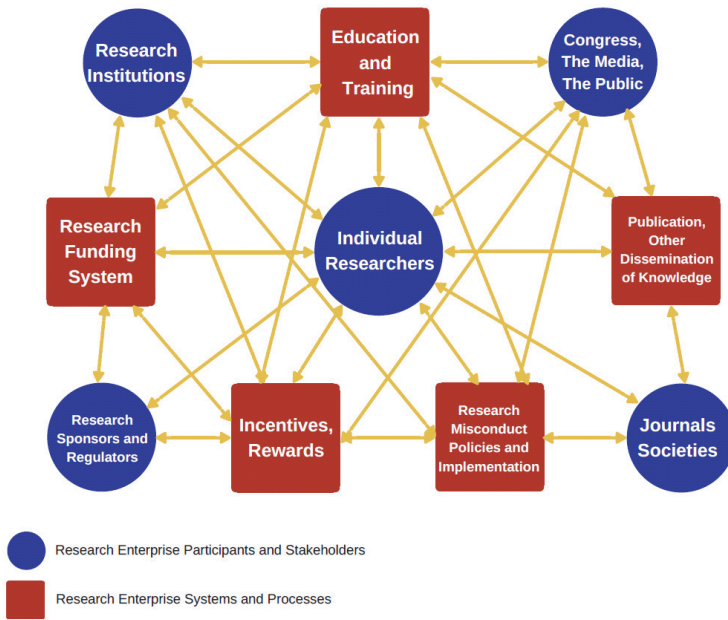 Research
Institutions
Education
and
Training
Congress,
The Media,
The Public
Research
Funding
System
Individual
Researchers
Publication,
Other
Dissemination
of Knowledge
Research
Sponsors and
Regulators
Incentives,
Rewards
Research
Misconduct
Policies and
Implementation
Journals
Societies
Research Enterprise Participants and Stakeholders
Research Enterprise Systems and Processes